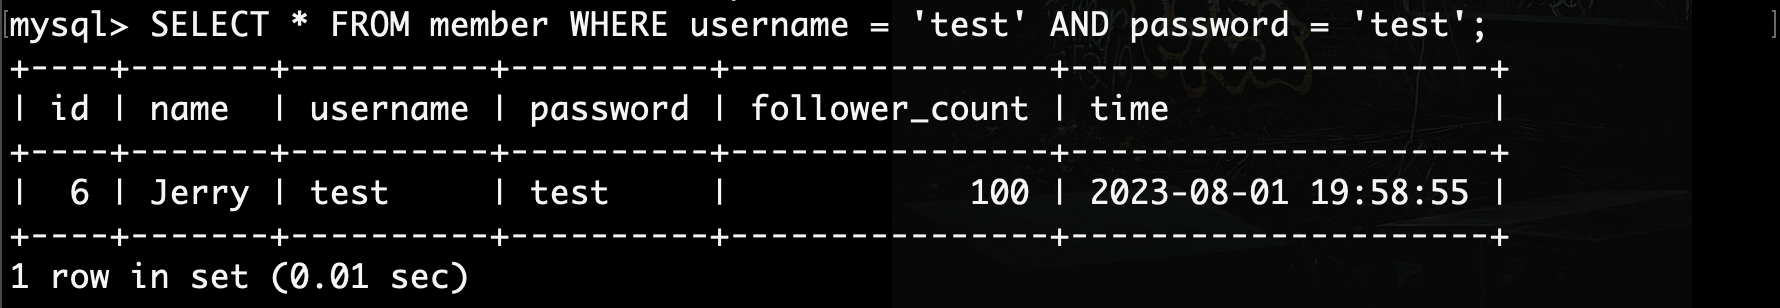 mysql> SELECT * FROM member WHERE username = 'test' AND password = 'test';
+----+-------+----------+----------+----------------+---------------------+
| id | name  | username | password | follower_count | time                |
+----+-------+----------+----------+----------------+---------------------+
|  6 | Jerry | test     | test     |            100 | 2023-08-01 19:58:55 |
+----+-------+----------+----------+----------------+---------------------+
1 row in set (0.01 sec)